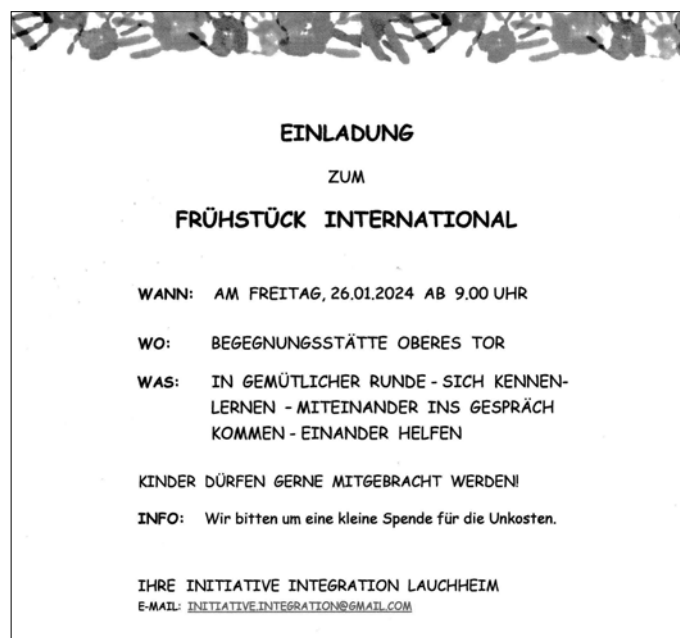 EINLADUNG
ZUM
FRÜHSTÜCK INTERNATIONAL
WANN: AM FREITAG, 26.01.2024 AB 9.00 UHR
WO: BEGEGNUNGSSTÄTTE OBERES TOR
WAS: IN GEMÜTLICHER RUNDE - SICH KENNEN-
LERNEN - MITEINANDER INS GESPRÄCH
KOMMEN - EINANDER HELFEN
KINDER DÜRFEN GERNE MITGEBRACHT WERDEN!
INFO: Wir bitten um eine kleine Spende für die Unkosten.
IHRE INITIATIVE INTEGRATION LAUCHHEIM
E-MAIL: INITIATIVE.INTEGRATION@GMAIL.COM